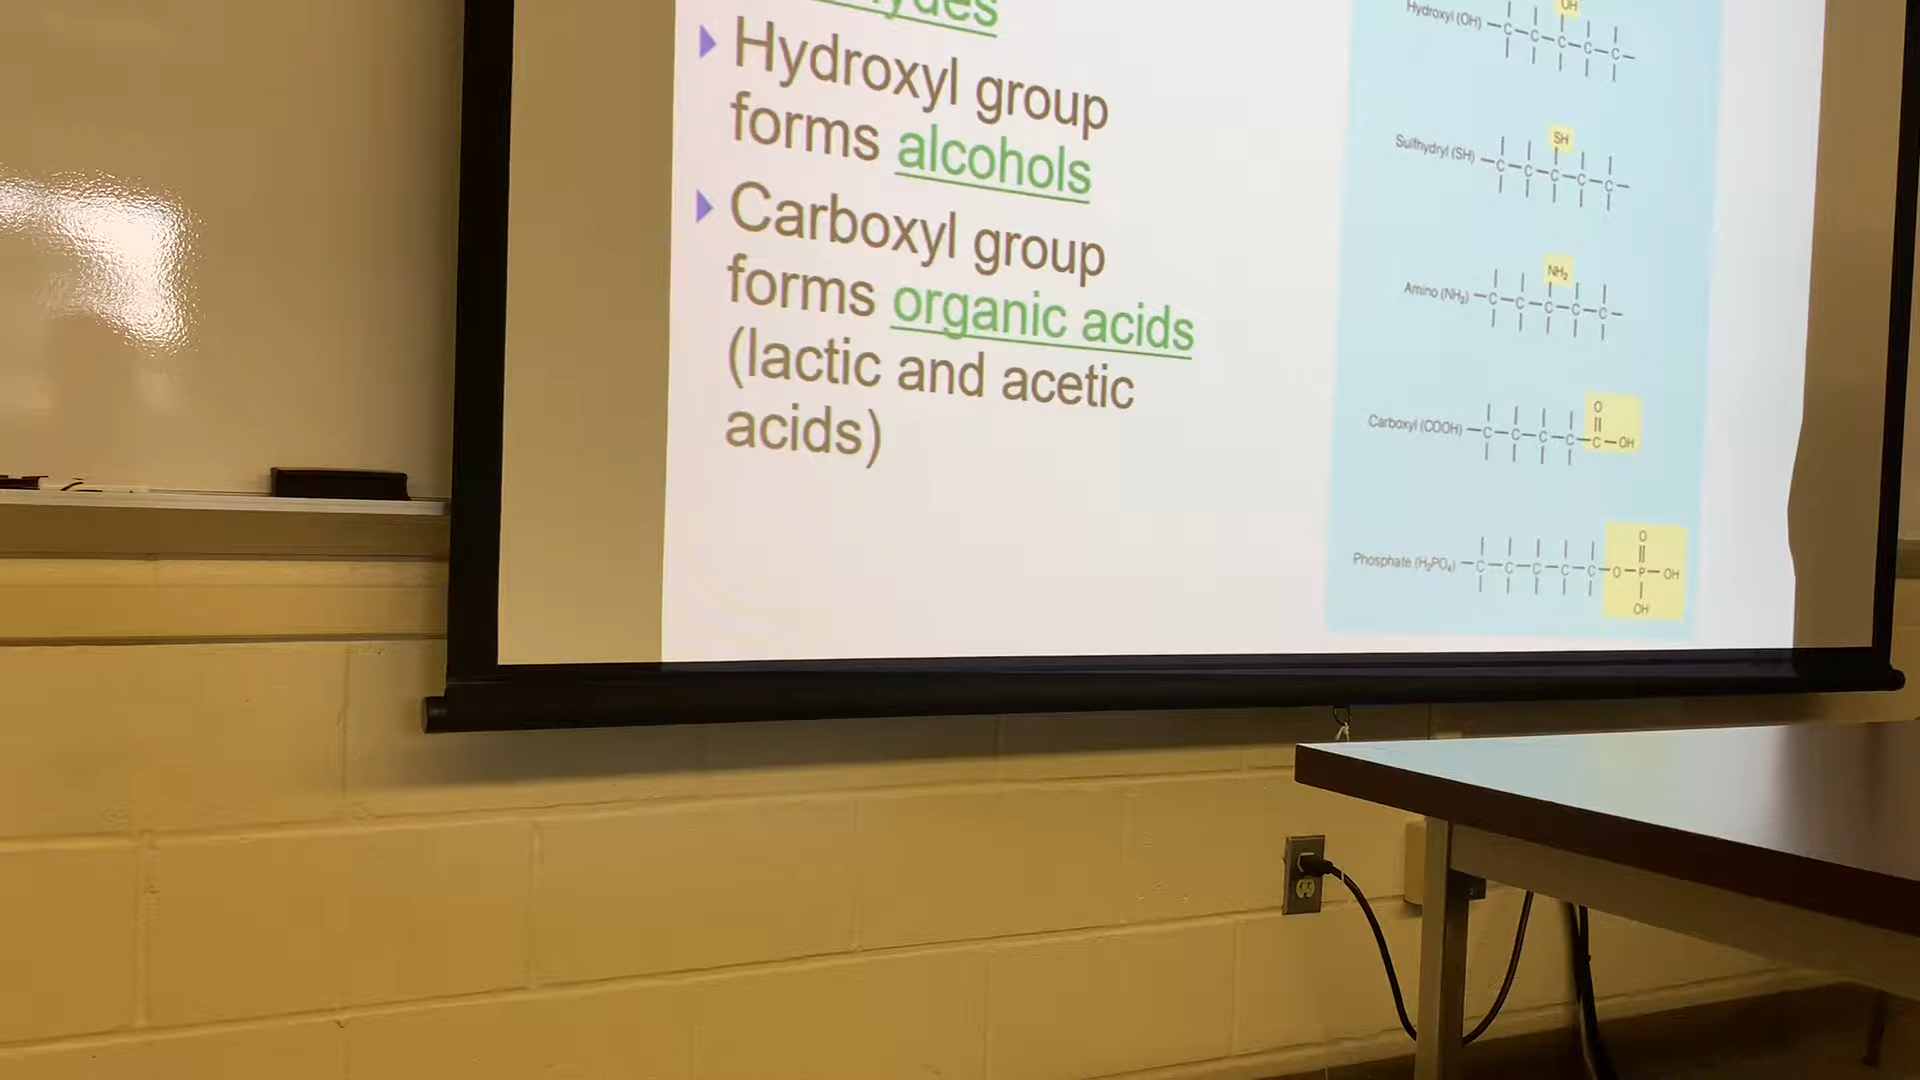 Hydroxyl group
forms alcohols
Carboxyl group
forms organic acids
(lactic and acetic
acids)
Hydroxyl (OH)
OH
C C C C C
Sulfhydryl (SH)
SH
C C C C C
Amino (NH₂)
NH₂
C C C C C
Carboxyl (COOH)
O
C C C C C OH
Phosphate (H₂PO₄)
O
C C C C C O P OH
OH